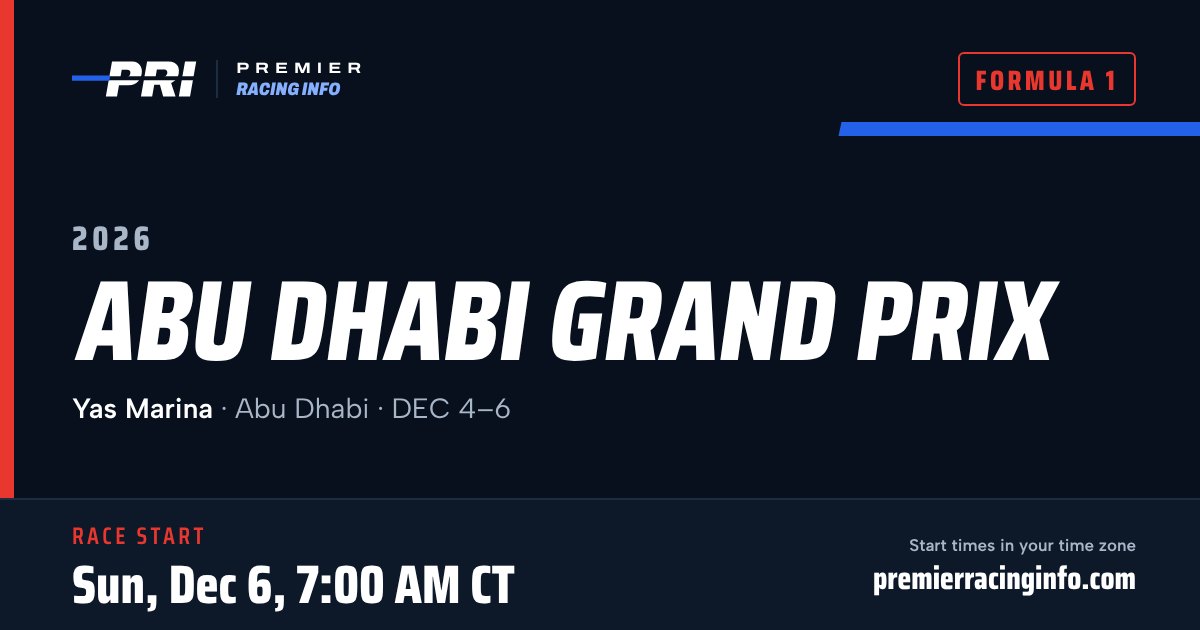 PRI
PREMIER
RACING INFO
FORMULA 1
2026
ABU DHABI GRAND PRIX
Yas Marina · Abu Dhabi · DEC 4–6
RACE START
Sun, Dec 6, 7:00 AM CT
Start times in your time zone
premierracinginfo.com